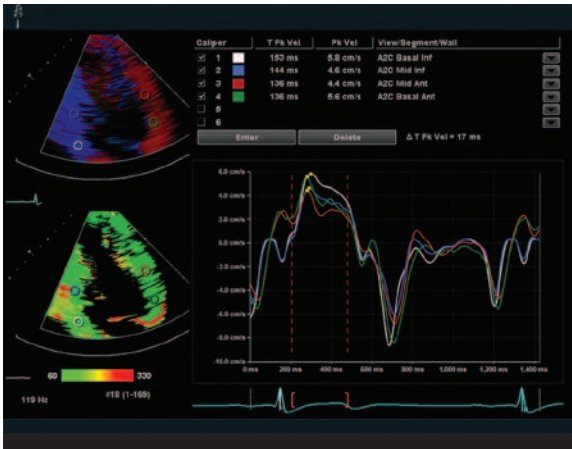 Caliper T Pk Vel Pk Vel View/Segment/Wall
1 153 ms 5.8 cm/s A2C Basal Inf
2 144 ms 4.6 cm/s A2C Mid Inf
3 136 ms 4.4 cm/s A2C Mid Ant
4 136 ms 5.6 cm/s A2C Basal Ant
5
6
Enter Delete Δ T Pk Vel = 17 ms
6.0 cm/s
4.0 cm/s
2.0 cm/s
0.0 cm/s
-2.0 cm/s
-4.0 cm/s
-6.0 cm/s
-8.0 cm/s
-10.0 cm/s
0 ms 200 ms 400 ms 600 ms 800 ms 1,000 ms 1,200 ms 1,400 ms
60 330
#18 (1-169)
119 Hz